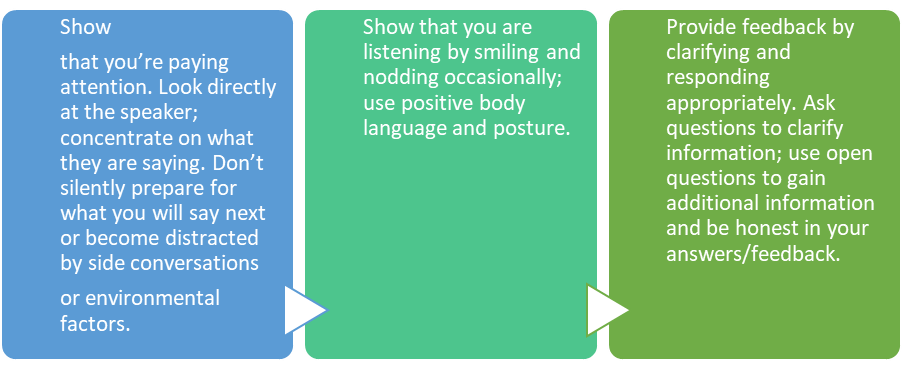 Show
that you’re paying
attention. Look directly
at the speaker;
concentrate on what
they are saying. Don’t
silently prepare for
what you will say next
or become distracted
by side conversations
or environmental
factors.
Show that you are
listening by smiling and
nodding occasionally;
use positive body
language and posture.
Provide feedback by
clarifying and
responding
appropriately. Ask
questions to clarify
information; use open
questions to gain
additional information
and be honest in your
answers/feedback.